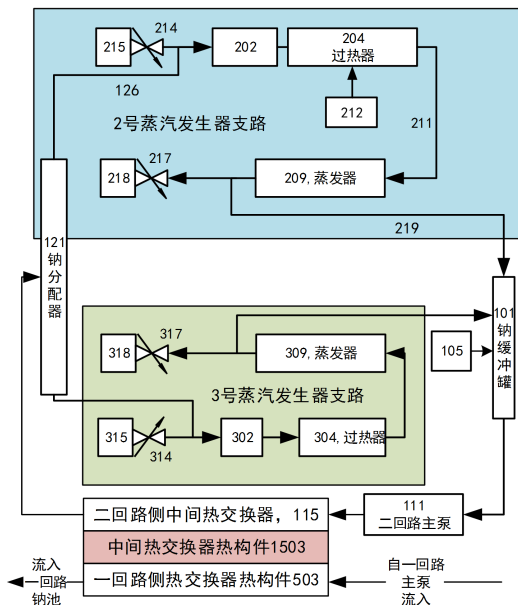 214
215
202
204
过热器
126
212
2号蒸汽发生器支路
211
217
218
209,蒸发器
219
121
钠
分
配
器
101
钠
缓
冲
罐
317
318
309,蒸发器
105
3号蒸汽发生器支路
315
314
302
304,过热器
111
二回路主泵
二回路侧中间热交换器，115
中间热交换器热构件1503
一回路侧热交换器热构件503
流入
一回路
钠池
自一回路
主泵
流入